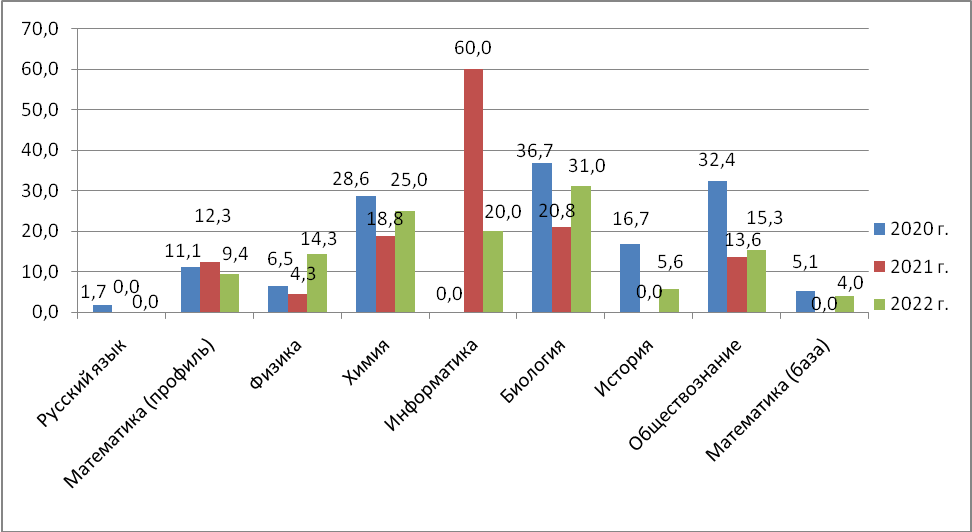 70,0
60,0
50,0
40,0
30,0
20,0
10,0
0,0
1,7
0,0
0,0
11,1
12,3
9,4
6,5
4,3
14,3
28,6
18,8
25,0
0,0
60,0
20,0
36,7
20,8
31,0
16,7
0,0
5,6
32,4
13,6
15,3
5,1
0,0
4,0
Русский язык
Математика (профиль)
Физика
Химия
Информатика
Биология
История
Обществознание
Математика (база)
2020 г.
2021 г.
2022 г.